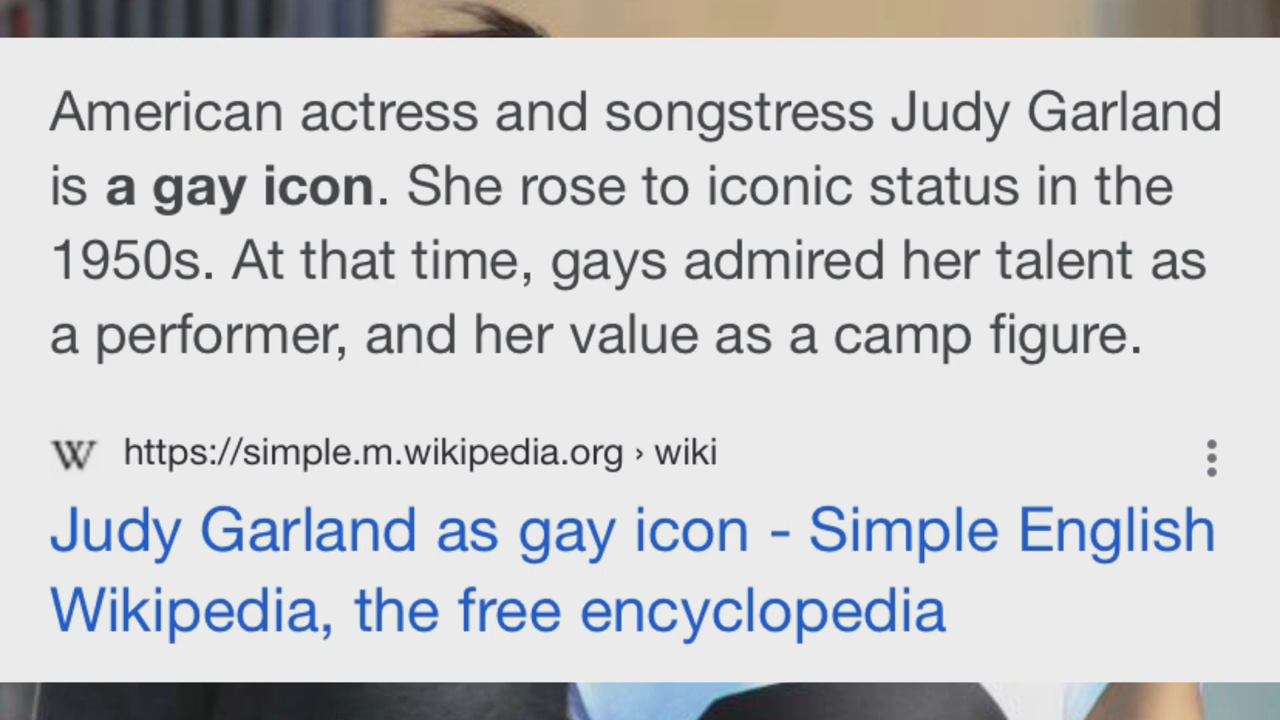 American actress and songstress Judy Garland
is a gay icon. She rose to iconic status in the
1950s. At that time, gays admired her talent as
a performer, and her value as a camp figure.
W https://simple.m.wikipedia.org › wiki
Judy Garland as gay icon - Simple English
Wikipedia, the free encyclopedia